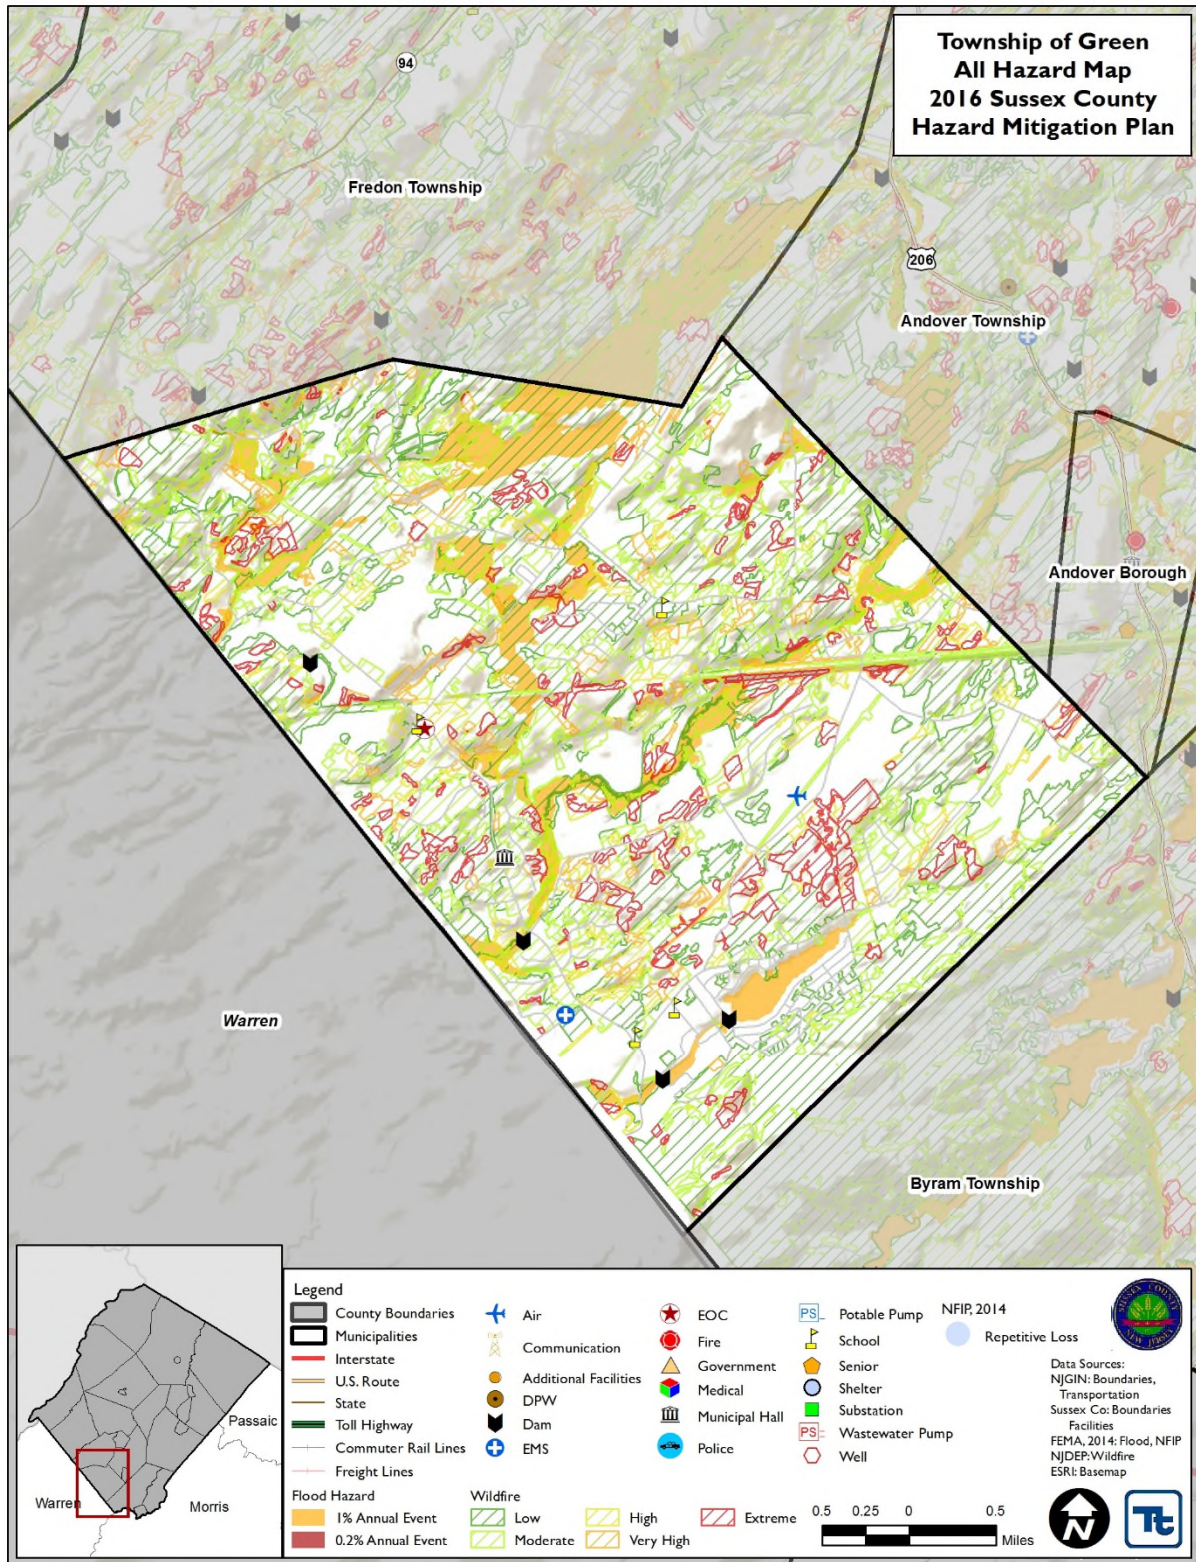 Township of Green
All Hazard Map
2016 Sussex County
Hazard Mitigation Plan
94
Fredon Township
206
Andover Township
Andover Borough
Warren
Byram Township
Passaic
Warren
Morris
Legend
County Boundaries
Municipalities
Interstate
U.S. Route
State
Toll Highway
Commuter Rail Lines
Freight Lines
Air
Communication
Additional Facilities
DPW
Dam
EMS
EOC
Fire
Government
Medical
Municipal Hall
Police
PS Potable Pump
School
Senior
Shelter
Substation
PS Wastewater Pump
Well
NFIP, 2014
Repetitive Loss
SUSSEX COUNTY
NEW JERSEY
Data Sources:
NJGIN: Boundaries,
Transportation
Sussex Co: Boundaries
Facilities
FEMA, 2014: Flood, NFIP
NJDEP: Wildfire
ESRI: Basemap
Flood Hazard
1% Annual Event
0.2% Annual Event
Wildfire
Low
Moderate
High
Very High
Extreme
0.5 0.25 0 0.5
Miles
N
Tt